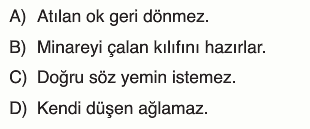 A) Atılan ok geri dönmez.
B) Minareyi çalan kılıfını hazırlar.
C) Doğru söz yemin istemez.
D) Kendi düşen ağlamaz.